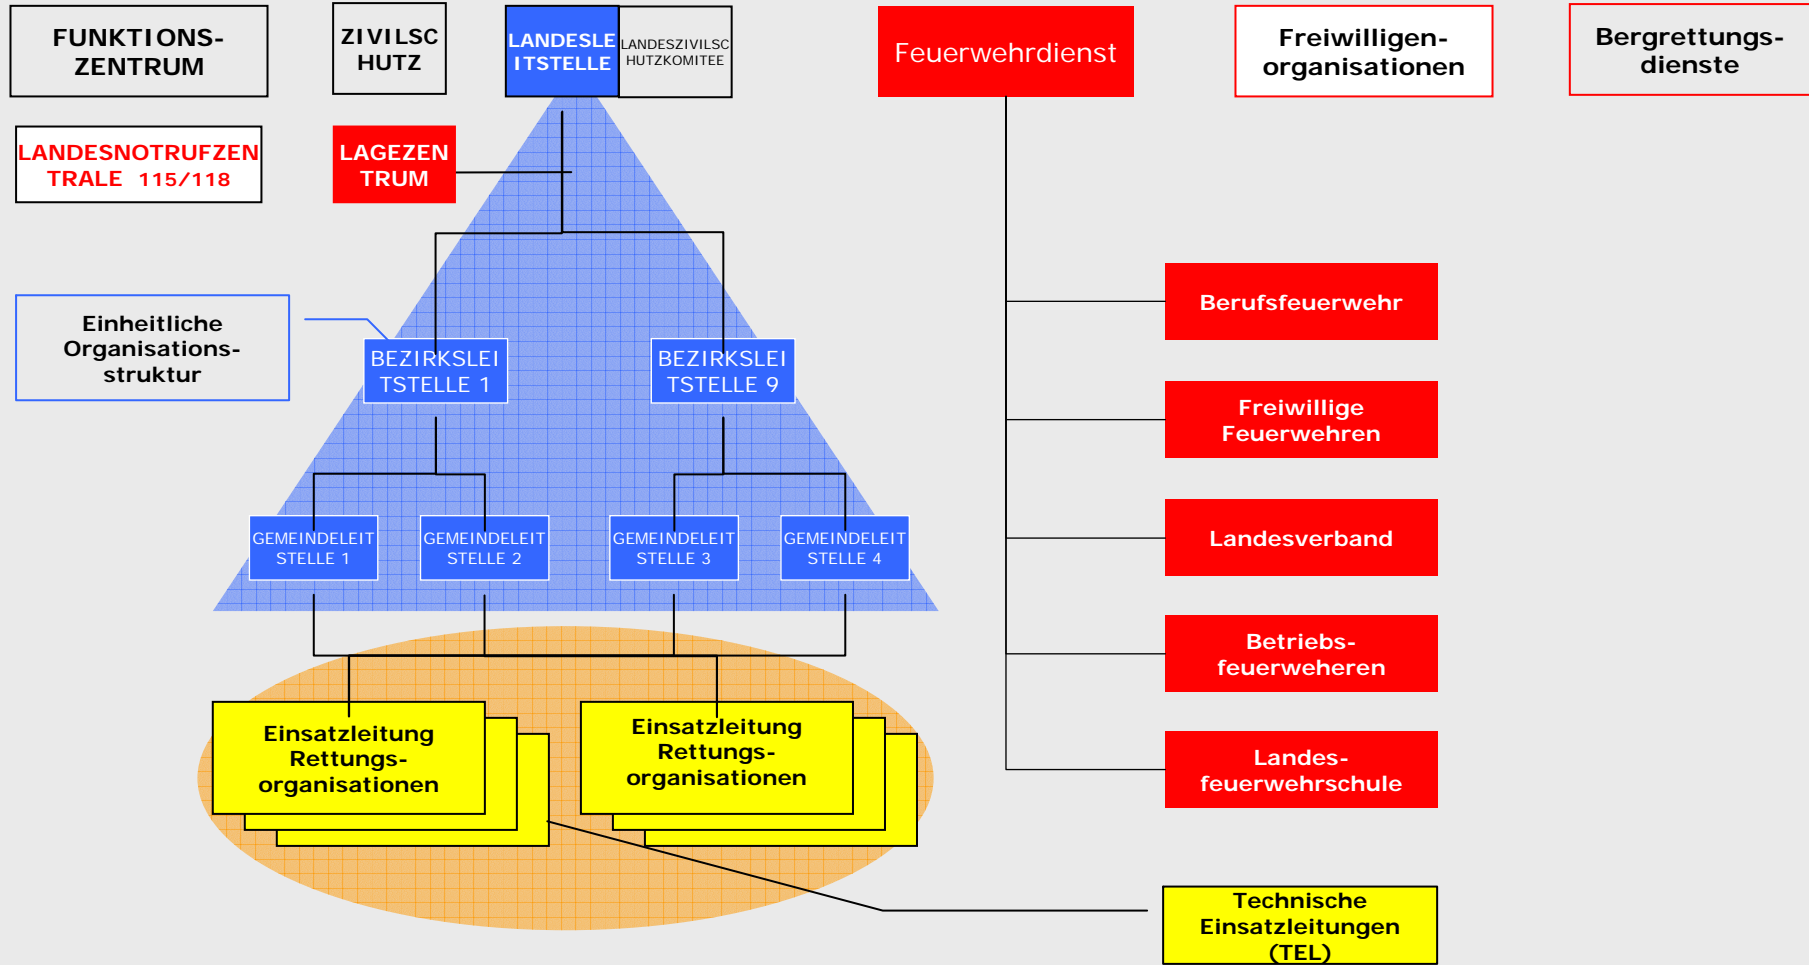 FUNKTIONS-
ZENTRUM
ZIVILSC
HUTZ
LANDESLE
ITSTELLE
LANDESZIVILSC
HUTZKOMITEE
Feuerwehrdienst
Freiwilligen-
organisationen
Bergrettungs-
dienste
LANDESNOTRUFZEN
TRALE 115/118
LAGEZEN
TRUM
Einheitliche
Organisations-
struktur
BEZIRKSLEI
TSTELLE 1
BEZIRKSLEI
TSTELLE 9
GEMEINDELEIT
STELLE 1
GEMEINDELEIT
STELLE 2
GEMEINDELEIT
STELLE 3
GEMEINDELEIT
STELLE 4
Einsatzleitung
Rettungs-
organisationen
Einsatzleitung
Rettungs-
organisationen
Berufsfeuerwehr
Freiwillige
Feuerwehren
Landesverband
Betriebs-
feuerweheren
Landes-
feuerwehrschule
Technische
Einsatzleitungen
(TEL)